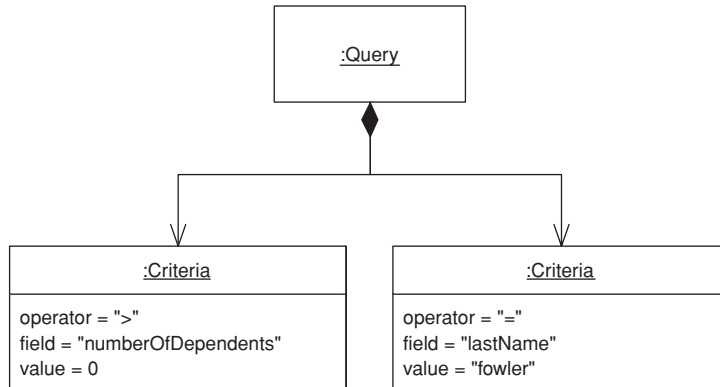 :Query
:Criteria
operator = ">"
field = "numberOfDependents"
value = 0
:Criteria
operator = "="
field = "lastName"
value = "fowler"